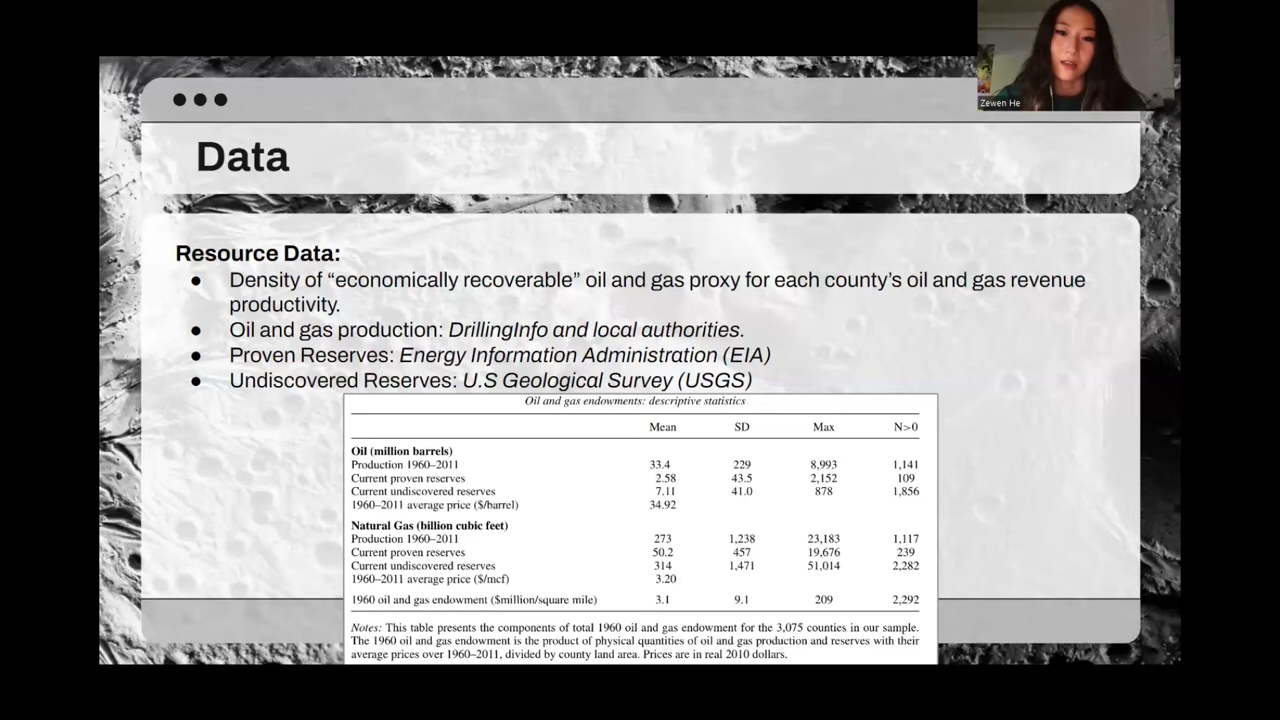 Zewen He
Data
Resource Data:
● Density of “economically recoverable” oil and gas proxy for each county’s oil and gas revenue
productivity.
● Oil and gas production: DrillingInfo and local authorities.
● Proven Reserves: Energy Information Administration (EIA)
● Undiscovered Reserves: U.S Geological Survey (USGS)
Oil and gas endowments: descriptive statistics
Mean SD Max N>0
Oil (million barrels)
Production 1960–2011 33.4 229 8,993 1,141
Current proven reserves 2.58 43.5 2,152 109
Current undiscovered reserves 7.11 41.0 878 1,856
1960–2011 average price ($/barrel) 34.92
Natural Gas (billion cubic feet)
Production 1960–2011 273 1,238 23,183 1,117
Current proven reserves 50.2 457 19,676 239
Current undiscovered reserves 314 1,471 51,014 2,282
1960–2011 average price ($/mcf) 3.20
1960 oil and gas endowment ($million/square mile) 3.1 9.1 209 2,292
Notes: This table presents the components of total 1960 oil and gas endowment for the 3,075 counties in our sample.
The 1960 oil and gas endowment is the product of physical quantities of oil and gas production and reserves with their
average prices over 1960–2011, divided by county land area. Prices are in real 2010 dollars.